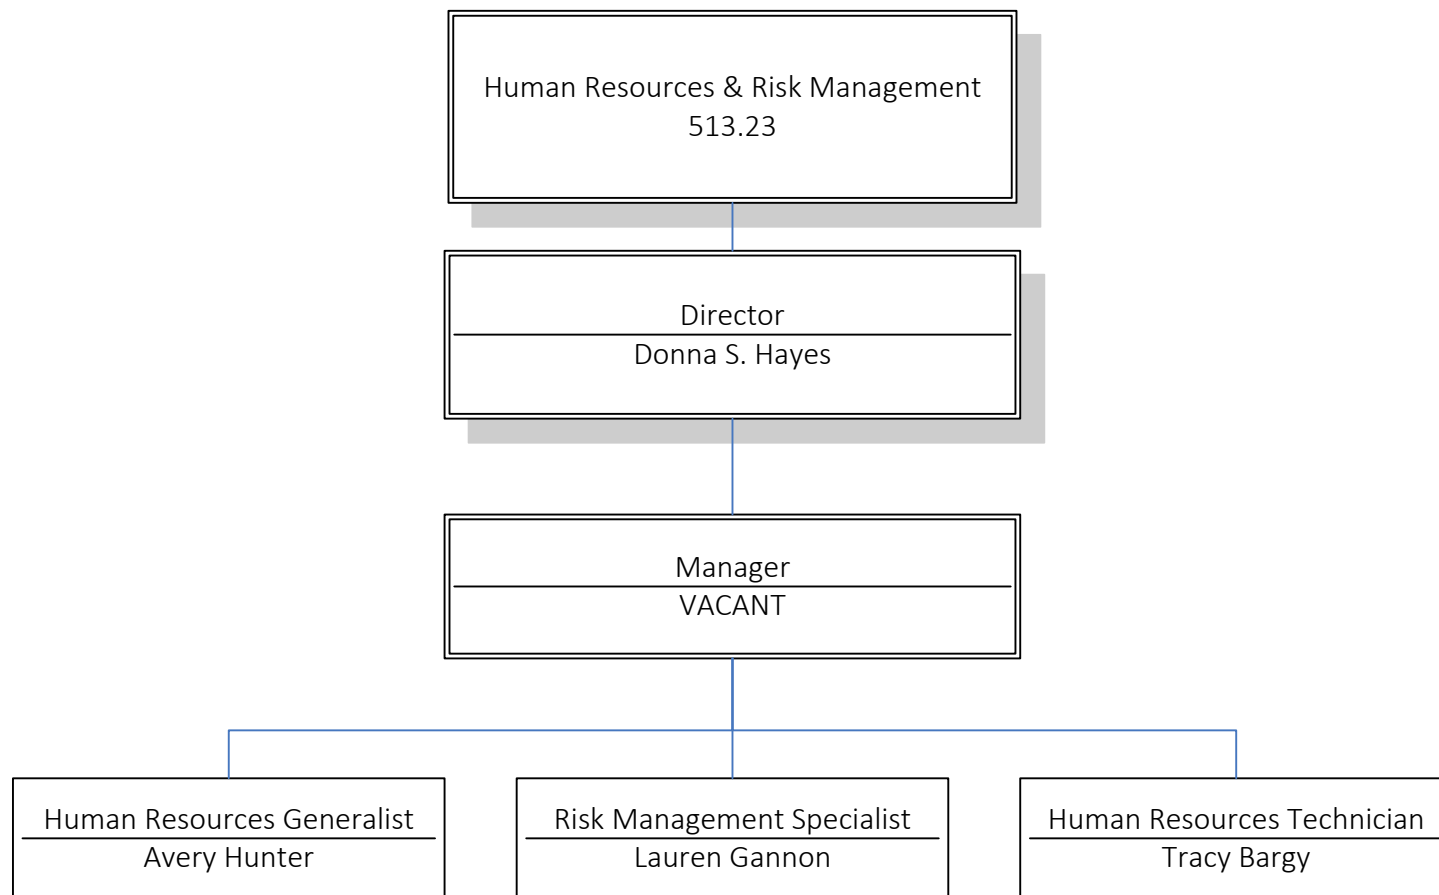 Human Resources & Risk Management
513.23
Director
Donna S. Hayes
Manager
VACANT
Human Resources Generalist
Avery Hunter
Risk Management Specialist
Lauren Gannon
Human Resources Technician
Tracy Bargy